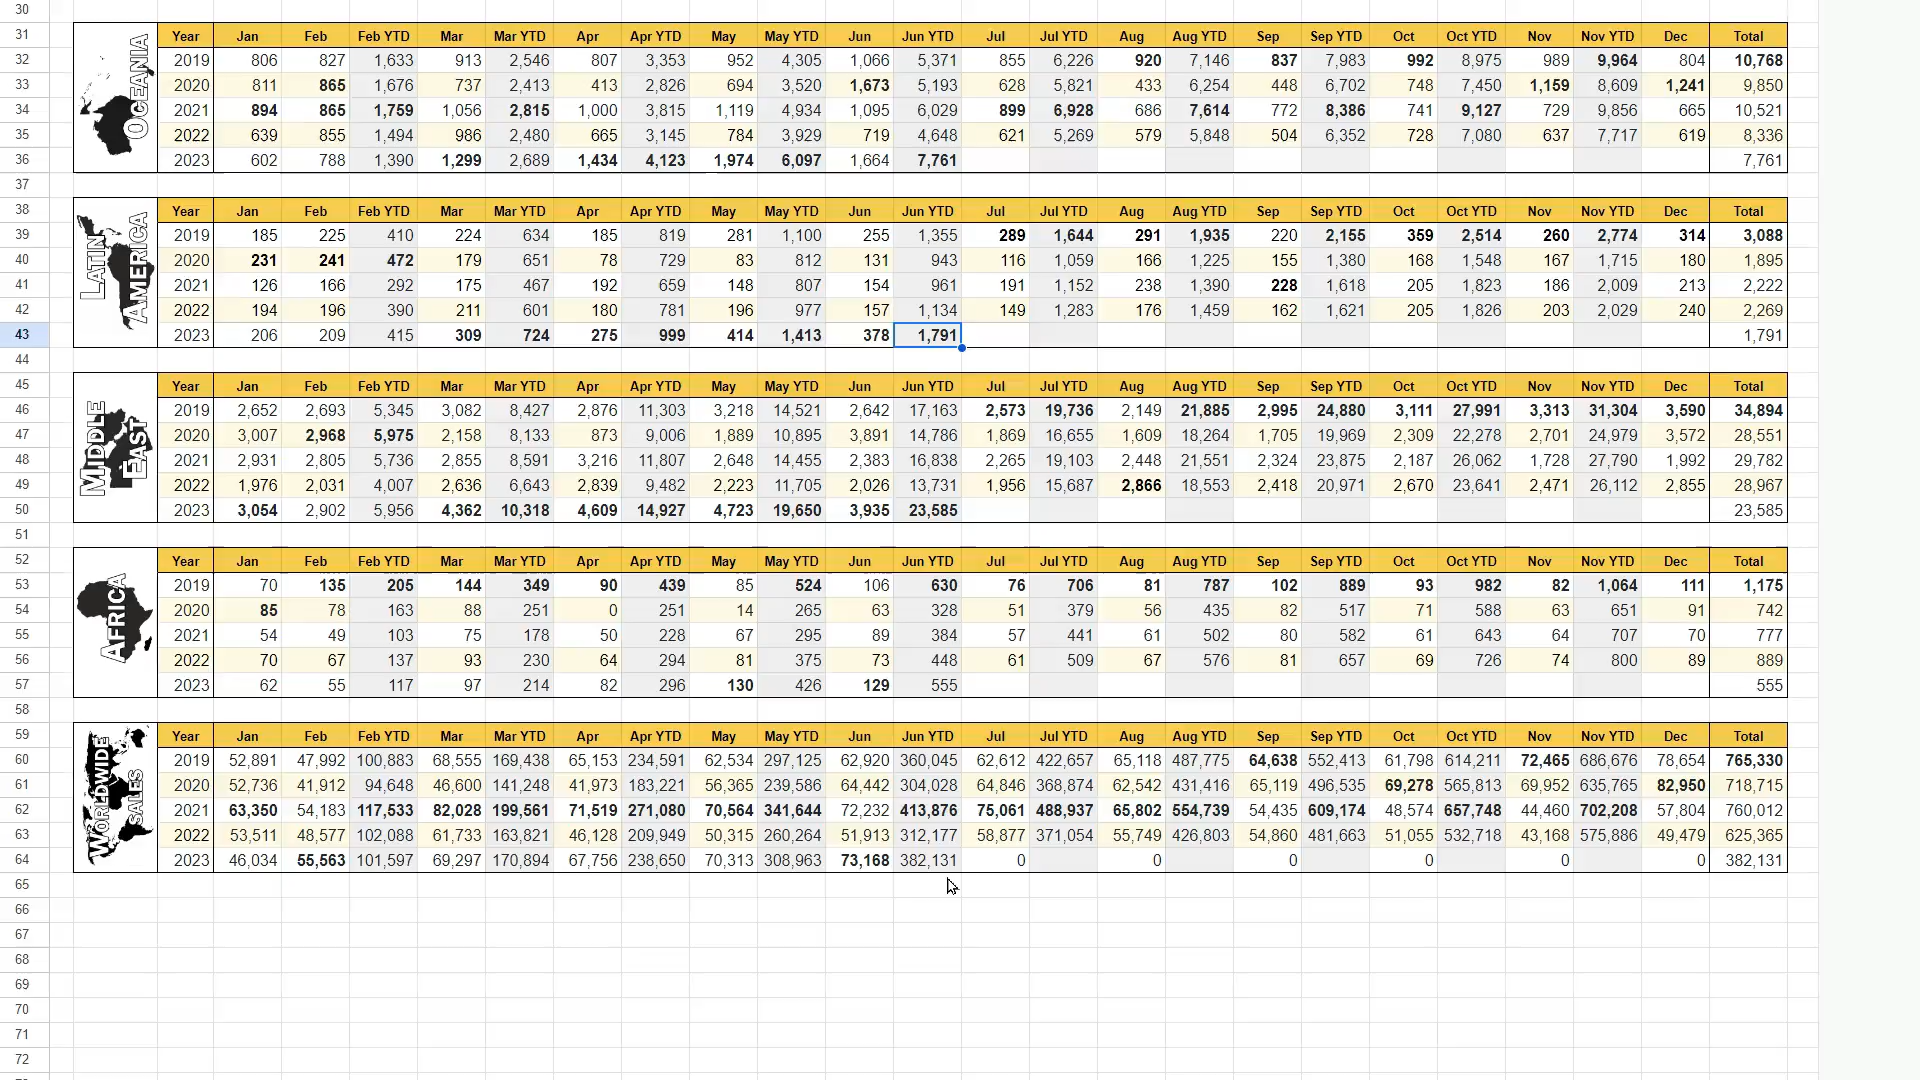 30
31 OCEANIA Year Jan Feb Feb YTD Mar Mar YTD Apr Apr YTD May May YTD Jun Jun YTD Jul Jul YTD Aug Aug YTD Sep Sep YTD Oct Oct YTD Nov Nov YTD Dec Total
32 2019 806 827 1,633 913 2,546 807 3,353 952 4,305 1,066 5,371 855 6,226 920 7,146 837 7,983 992 8,975 989 9,964 804 10,768
33 2020 811 865 1,676 737 2,413 413 2,826 694 3,520 1,673 5,193 628 5,821 433 6,254 448 6,702 748 7,450 1,159 8,609 1,241 9,850
34 2021 894 865 1,759 1,056 2,815 1,000 3,815 1,119 4,934 1,095 6,029 899 6,928 686 7,614 772 8,386 741 9,127 729 9,856 665 10,521
35 2022 639 855 1,494 986 2,480 665 3,145 784 3,929 719 4,648 621 5,269 579 5,848 504 6,352 728 7,080 637 7,717 619 8,336
36 2023 602 788 1,390 1,299 2,689 1,434 4,123 1,974 6,097 1,664 7,761 7,761
37
38 LATIN AMERICA Year Jan Feb Feb YTD Mar Mar YTD Apr Apr YTD May May YTD Jun Jun YTD Jul Jul YTD Aug Aug YTD Sep Sep YTD Oct Oct YTD Nov Nov YTD Dec Total
39 2019 185 225 410 224 634 185 819 281 1,100 255 1,355 289 1,644 291 1,935 220 2,155 359 2,514 260 2,774 314 3,088
40 2020 231 241 472 179 651 78 729 83 812 131 943 116 1,059 166 1,225 155 1,380 168 1,548 167 1,715 180 1,895
41 2021 126 166 292 175 467 192 659 148 807 154 961 191 1,152 238 1,390 228 1,618 205 1,823 186 2,009 213 2,222
42 2022 194 196 390 211 601 180 781 196 977 157 1,134 149 1,283 176 1,459 162 1,621 205 1,826 203 2,029 240 2,269
43 2023 206 209 415 309 724 275 999 414 1,413 378 1,791 1,791
44
45 MIDDLE EAST Year Jan Feb Feb YTD Mar Mar YTD Apr Apr YTD May May YTD Jun Jun YTD Jul Jul YTD Aug Aug YTD Sep Sep YTD Oct Oct YTD Nov Nov YTD Dec Total
46 2019 2,652 2,693 5,345 3,082 8,427 2,876 11,303 3,218 14,521 2,642 17,163 2,573 19,736 2,149 21,885 2,995 24,880 3,111 27,991 3,313 31,304 3,590 34,894
47 2020 3,007 2,968 5,975 2,158 8,133 873 9,006 1,889 10,895 3,891 14,786 1,869 16,655 1,609 18,264 1,705 19,969 2,309 22,278 2,701 24,979 3,572 28,551
48 2021 2,931 2,805 5,736 2,855 8,591 3,216 11,807 2,648 14,455 2,383 16,838 2,265 19,103 2,448 21,551 2,324 23,875 2,187 26,062 1,728 27,790 1,992 29,782
49 2022 1,976 2,031 4,007 2,636 6,643 2,839 9,482 2,223 11,705 2,026 13,731 1,956 15,687 2,866 18,553 2,418 20,971 2,670 23,641 2,471 26,112 2,855 28,967
50 2023 3,054 2,902 5,956 4,362 10,318 4,609 14,927 4,723 19,650 3,935 23,585 23,585
51
52 AFRICA Year Jan Feb Feb YTD Mar Mar YTD Apr Apr YTD May May YTD Jun Jun YTD Jul Jul YTD Aug Aug YTD Sep Sep YTD Oct Oct YTD Nov Nov YTD Dec Total
53 2019 70 135 205 144 349 90 439 85 524 106 630 76 706 81 787 102 889 93 982 82 1,064 111 1,175
54 2020 85 78 163 88 251 0 251 14 265 63 328 51 379 56 435 82 517 71 588 63 651 91 742
55 2021 54 49 103 75 178 50 228 67 295 89 384 57 441 61 502 80 582 61 643 64 707 70 777
56 2022 70 67 137 93 230 64 294 81 375 73 448 61 509 67 576 81 657 69 726 74 800 89 889
57 2023 62 55 117 97 214 82 296 130 426 129 555 555
58
59 WORLDWIDE SALES Year Jan Feb Feb YTD Mar Mar YTD Apr Apr YTD May May YTD Jun Jun YTD Jul Jul YTD Aug Aug YTD Sep Sep YTD Oct Oct YTD Nov Nov YTD Dec Total
60 2019 52,891 47,992 100,883 68,555 169,438 65,153 234,591 62,534 297,125 62,920 360,045 62,612 422,657 65,118 487,775 64,638 552,413 61,798 614,211 72,465 686,676 78,654 765,330
61 2020 52,736 41,912 94,648 46,600 141,248 41,973 183,221 56,365 239,586 64,442 304,028 64,846 368,874 62,542 431,416 65,119 496,535 69,278 565,813 69,952 635,765 82,950 718,715
62 2021 63,350 54,183 117,533 82,028 199,561 71,519 271,080 70,564 341,644 72,232 413,876 75,061 488,937 65,802 554,739 54,435 609,174 48,574 657,748 44,460 702,208 57,804 760,012
63 2022 53,511 48,577 102,088 61,733 163,821 46,128 209,949 50,315 260,264 51,913 312,177 58,877 371,054 55,749 426,803 54,860 481,663 51,055 532,718 43,168 575,886 49,479 625,365
64 2023 46,034 55,563 101,597 69,297 170,894 67,756 238,650 70,313 308,963 73,168 382,131 0 0 0 0 0 0 382,131
65
66
67
68
69
70
71
72